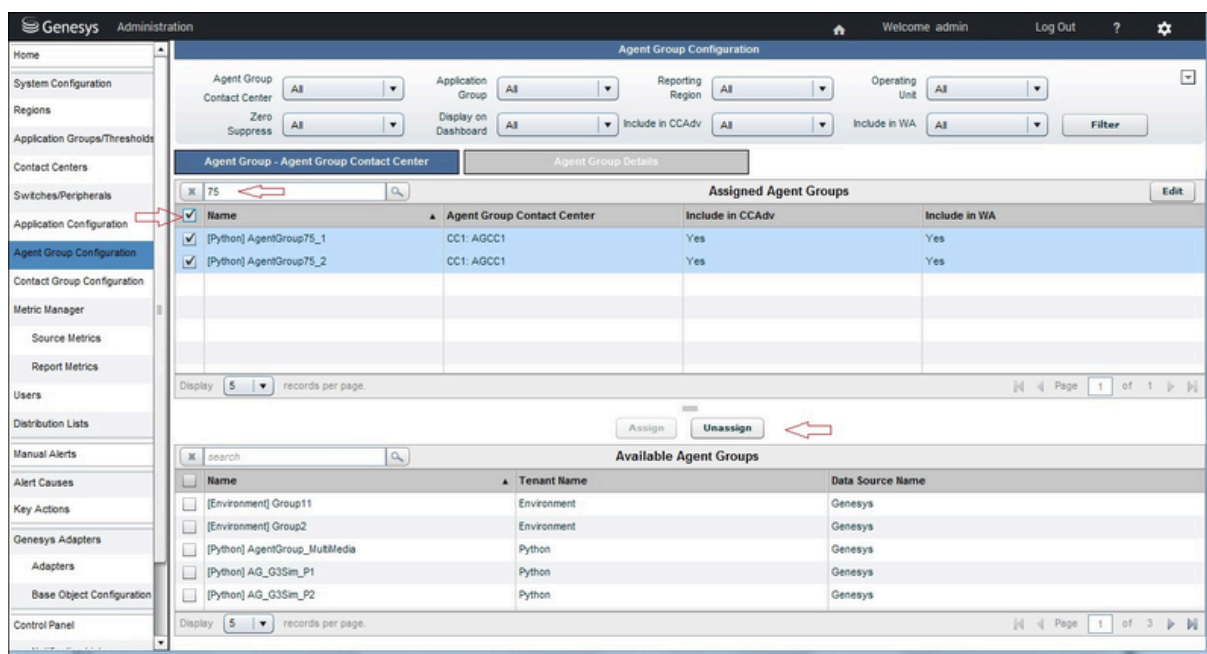 Genesys Administration Welcome admin Log Out ?
Home
System Configuration
Regions
Application Groups/Thresholds
Contact Centers
Switches/Peripherals
Application Configuration
Agent Group Configuration
Contact Group Configuration
Metric Manager
Source Metrics
Report Metrics
Users
Distribution Lists
Manual Alerts
Alert Causes
Key Actions
Genesys Adapters
Adapters
Base Object Configuration
Control Panel
Agent Group Configuration
Agent Group Contact Center All
Application Group All
Reporting Region All
Operating Unit All
Zero Suppress All
Display on Dashboard All
Include in CCAdv All
Include in WA All
Filter
Agent Group - Agent Group Contact Center Agent Group Details
75 Assigned Agent Groups Edit
Name Agent Group Contact Center Include in CCAdv Include in WA
[Python] AgentGroup75_1 CC1: AGCC1 Yes Yes
[Python] AgentGroup75_2 CC1: AGCC1 Yes Yes
Display 5 records per page. Page 1 of 1
Assign Unassign
search Available Agent Groups
Name Tenant Name Data Source Name
[Environment] Group11 Environment Genesys
[Environment] Group2 Environment Genesys
[Python] AgentGroup_MultiMedia Python Genesys
[Python] AG_G3Sim_P1 Python Genesys
[Python] AG_G3Sim_P2 Python Genesys
Display 5 records per page. Page 1 of 3